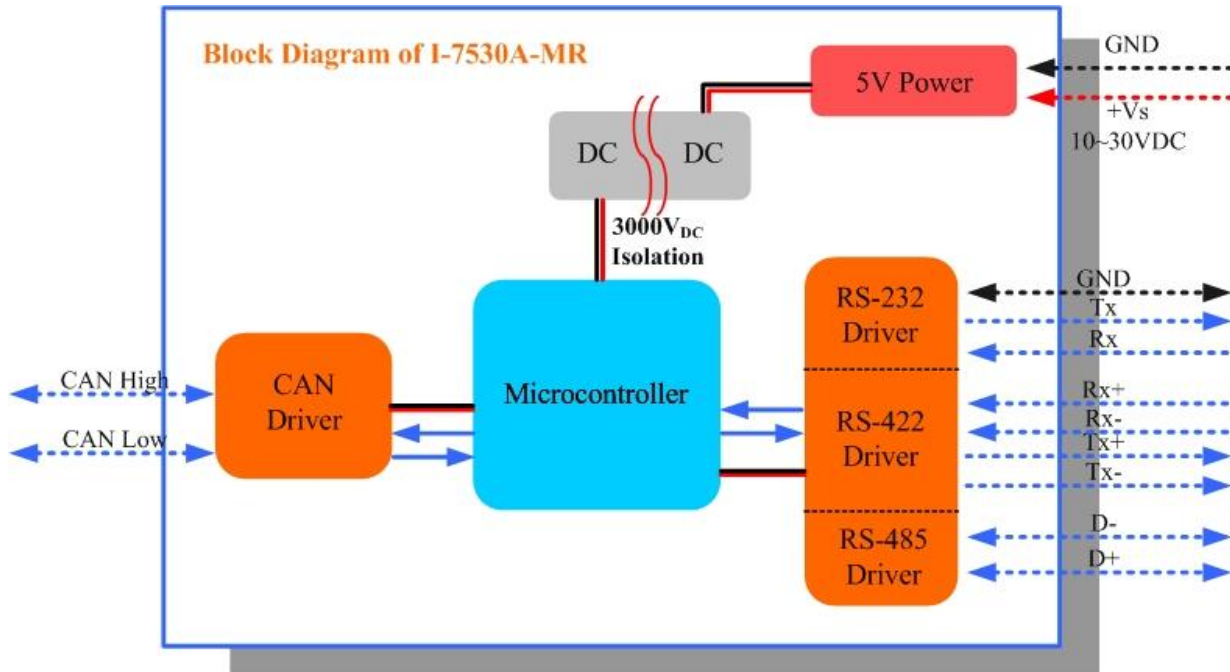 Block Diagram of I-7530A-MR
5V Power
GND
+Vs
10~30VDC
DC
DC
3000VDC
Isolation
CAN High
CAN Low
CAN
Driver
Microcontroller
RS-232
Driver
RS-422
Driver
RS-485
Driver
GND
Tx
Rx
Rx+
Rx-
Tx+
Tx-
D-
D+